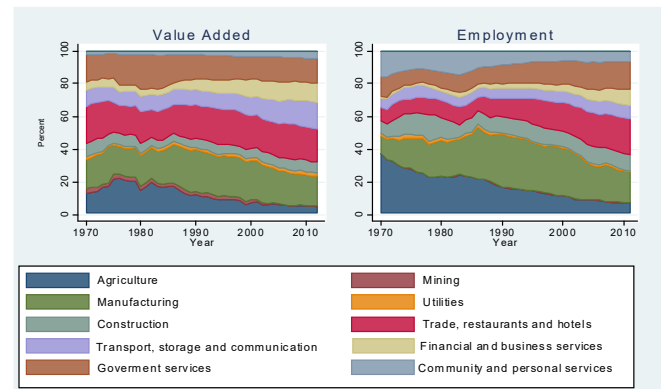 Value Added
Employment
Percent
100
80
60
40
20
0
1970
1980
1990
2000
2010
Year
100
80
60
40
20
0
1970
1980
1990
2000
2010
Year
Agriculture
Mining
Manufacturing
Utilities
Construction
Trade, restaurants and hotels
Transport, storage and communication
Financial and business services
Goverment services
Community and personal services